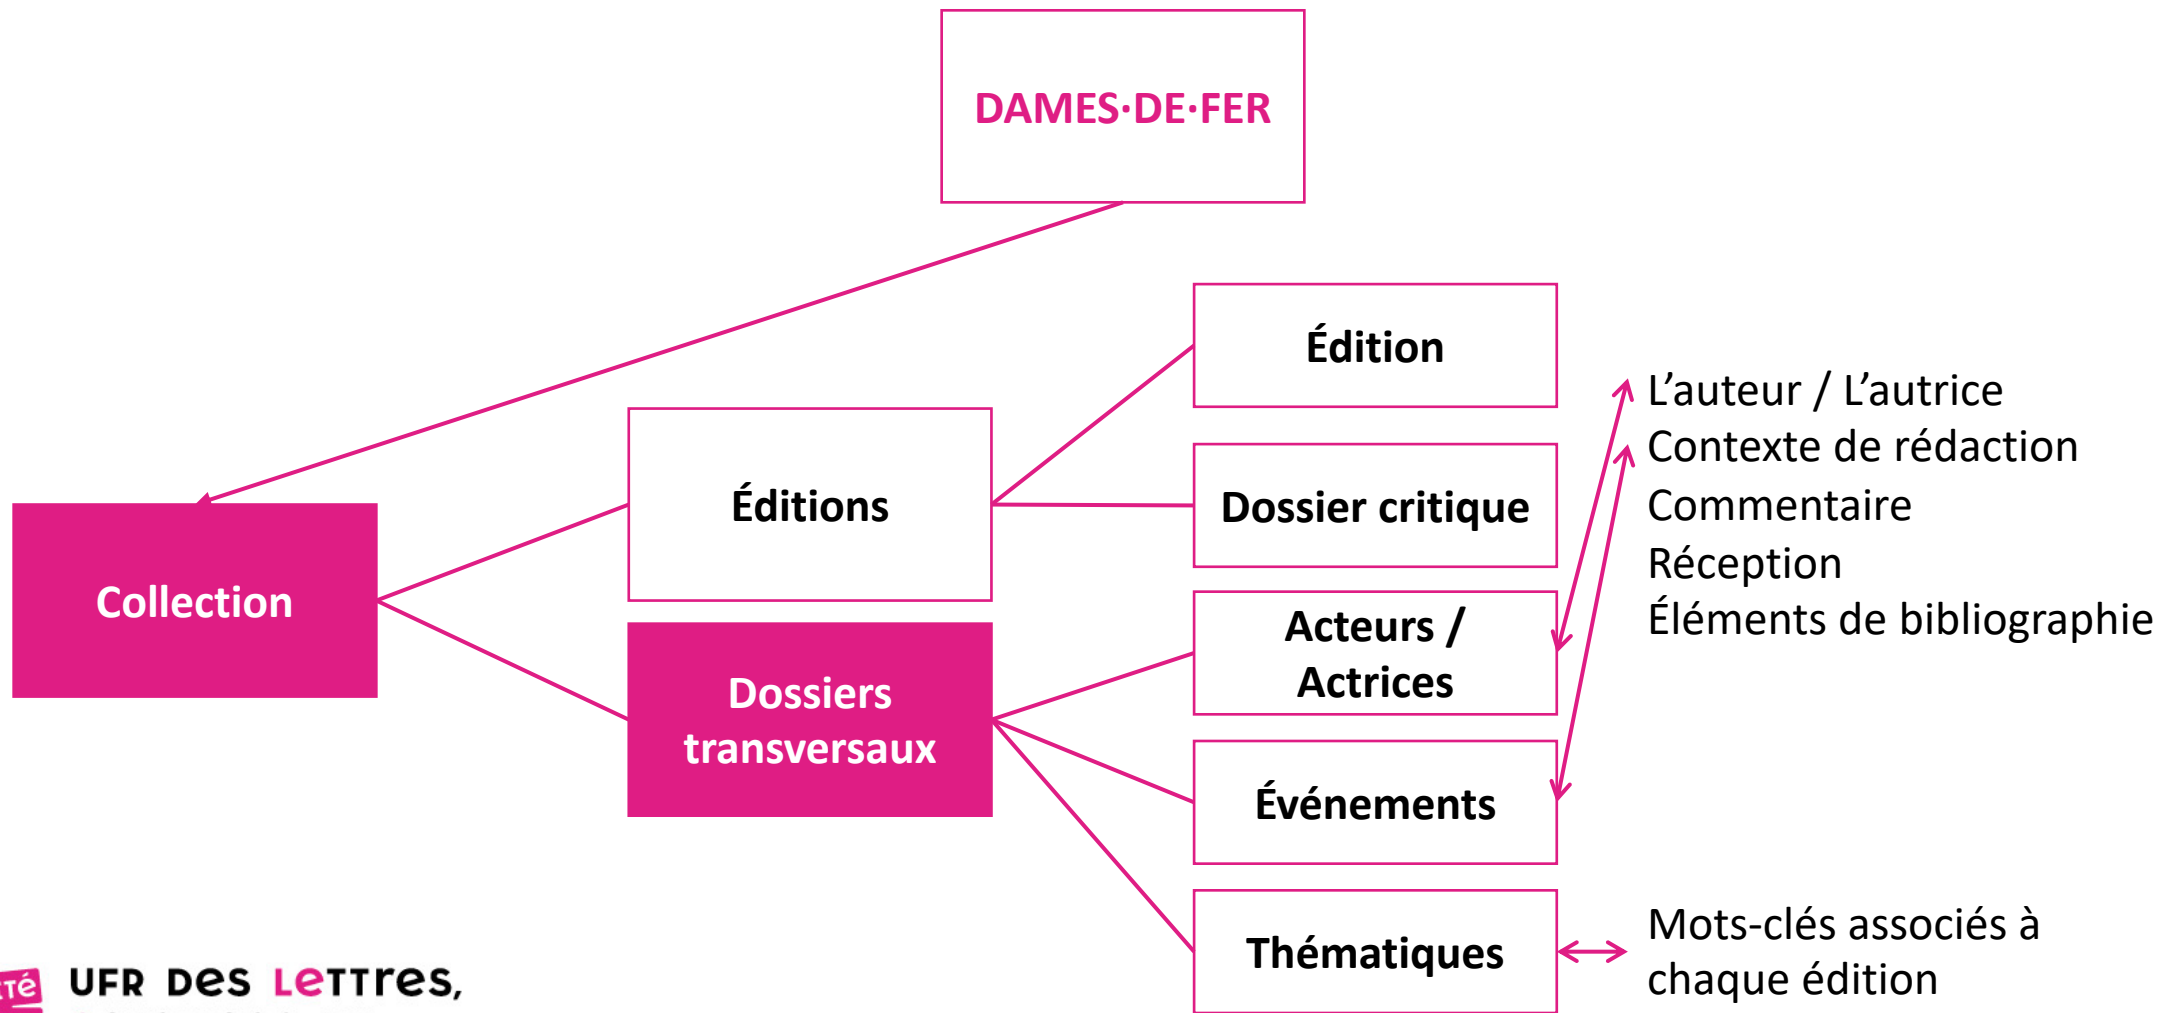 DAMES·DE·FER
Collection
Éditions
Dossiers
transversaux
Édition
Dossier critique
Acteurs /
Actrices
Événements
Thématiques
L’auteur / L’autrice
Contexte de rédaction
Commentaire
Réception
Éléments de bibliographie
Mots-clés associés à
chaque édition
UFR Des Lettres,